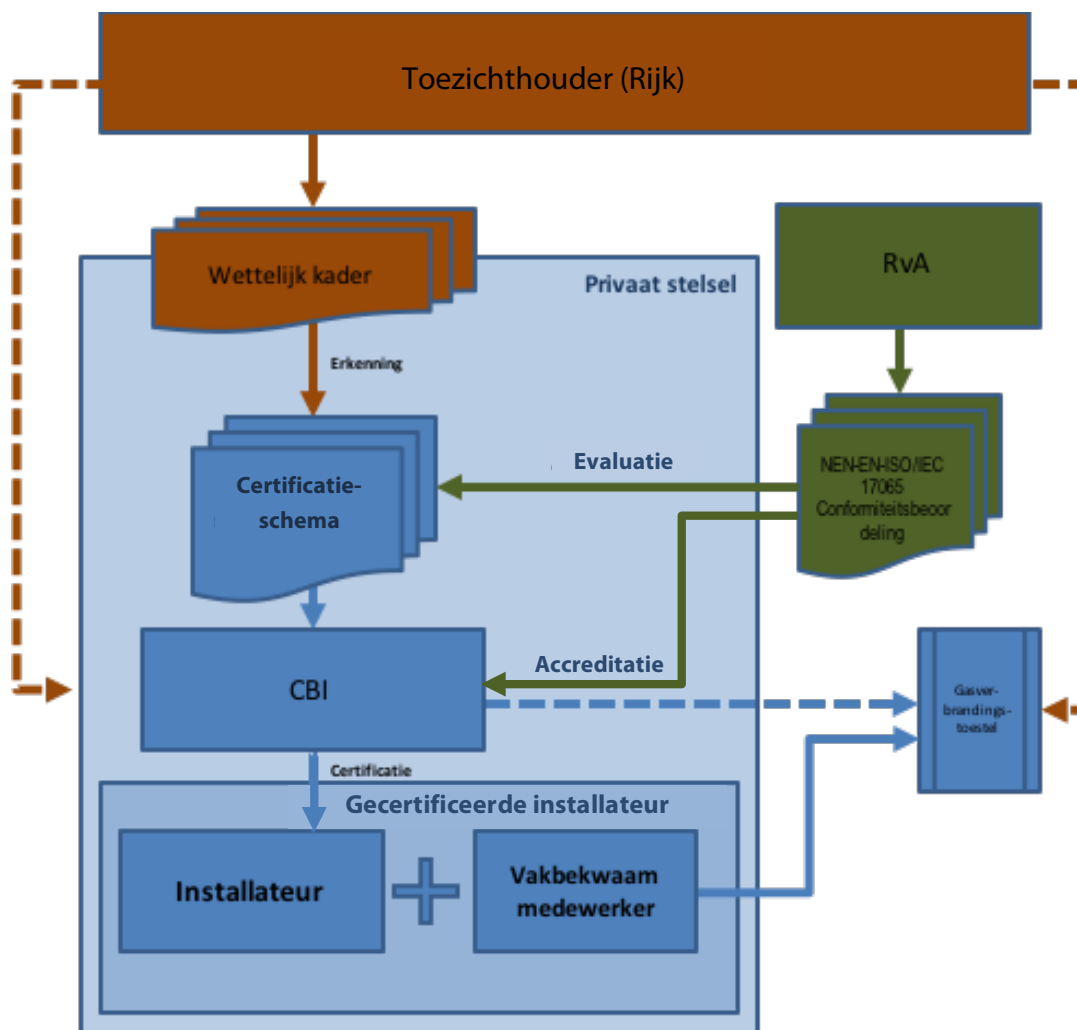 Toezichthouder (Rijk)
Wettelijk kader
Privaat stelsel
RvA
Erkenning
Evaluatie
NEN-EN-ISO/IEC
17065
Conformiteitsbeoor
deling
Certificatie-
schema
Accreditatie
CBI
Gasver-
brandings-
toestel
Certificatie
Gecertificeerde installateur
Installateur
Vakbekwaam
medewerker